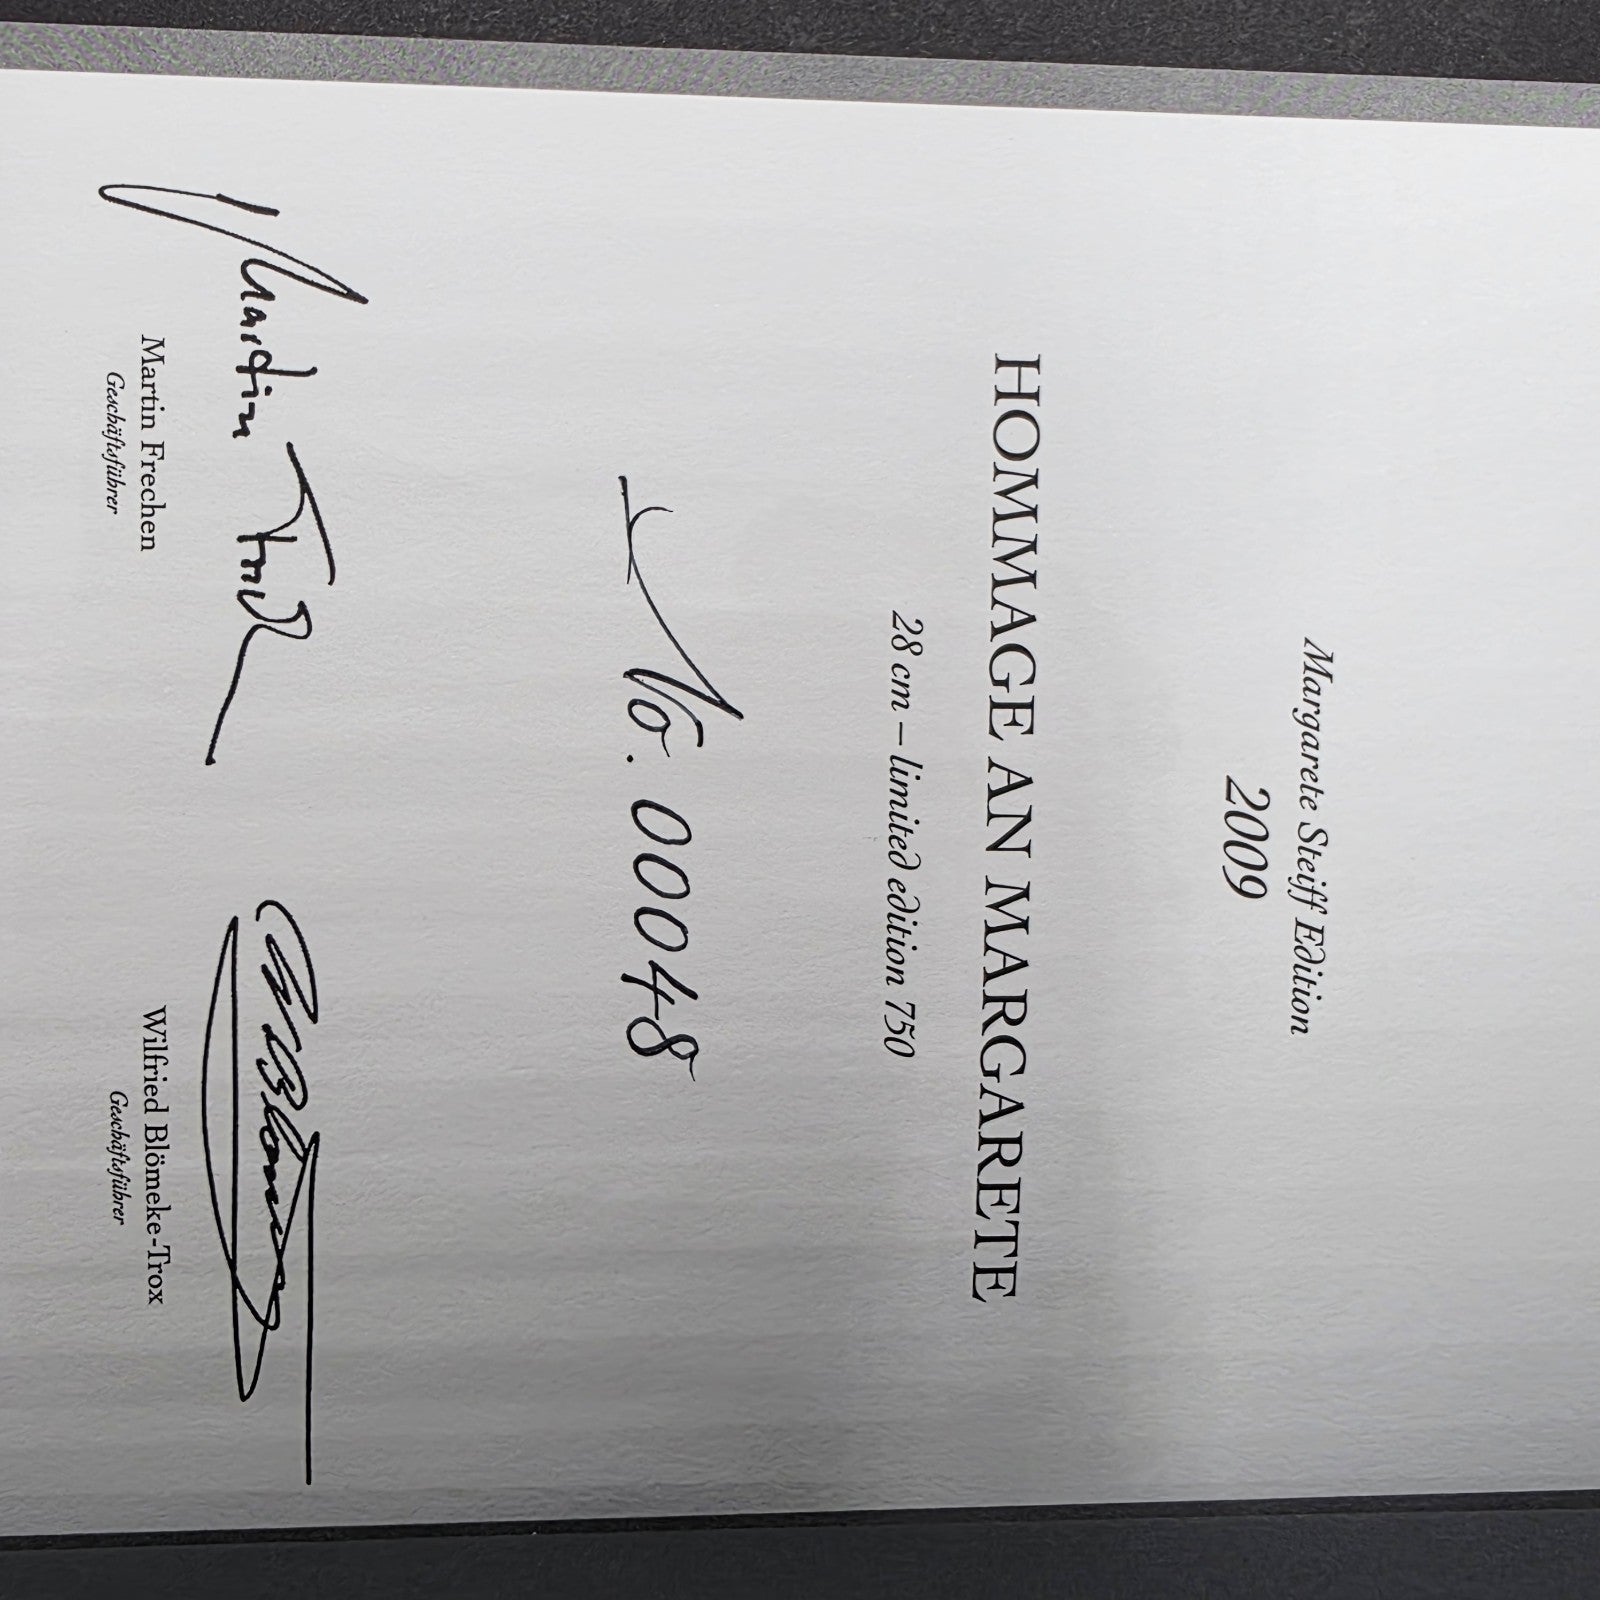 Margarete Steiff Edition
2009
HOMMAGE AN MARGARETE
28 cm – limited edition 750
No. 00048
Martin Frechen
Geschäftsführer
Wilfried Blömeke-Trox
Geschäftsführer